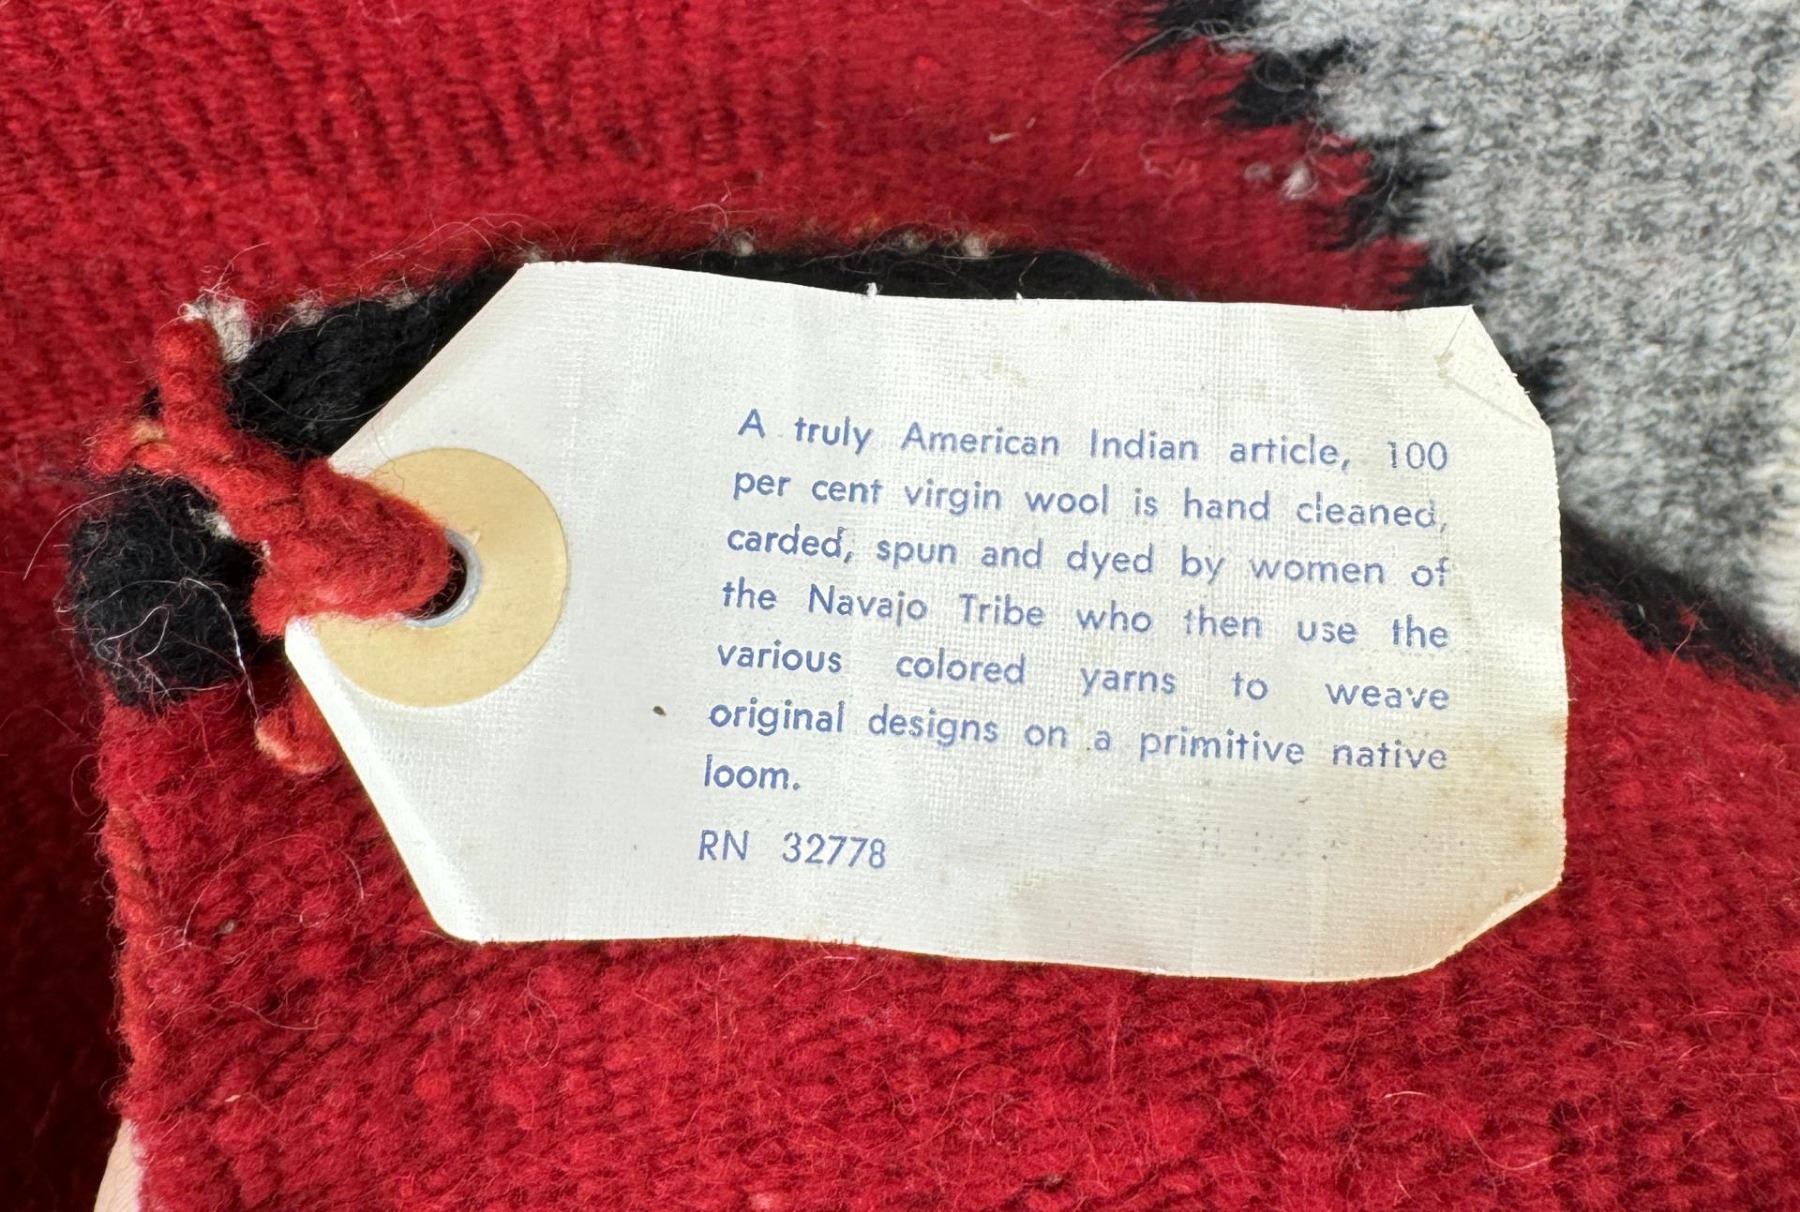 A truly American Indian article, 100
per cent virgin wool is hand cleaned,
carded, spun and dyed by women of
the Navajo Tribe who then use the
various colored yarns to weave
original designs on a primitive native
loom.
RN 32778